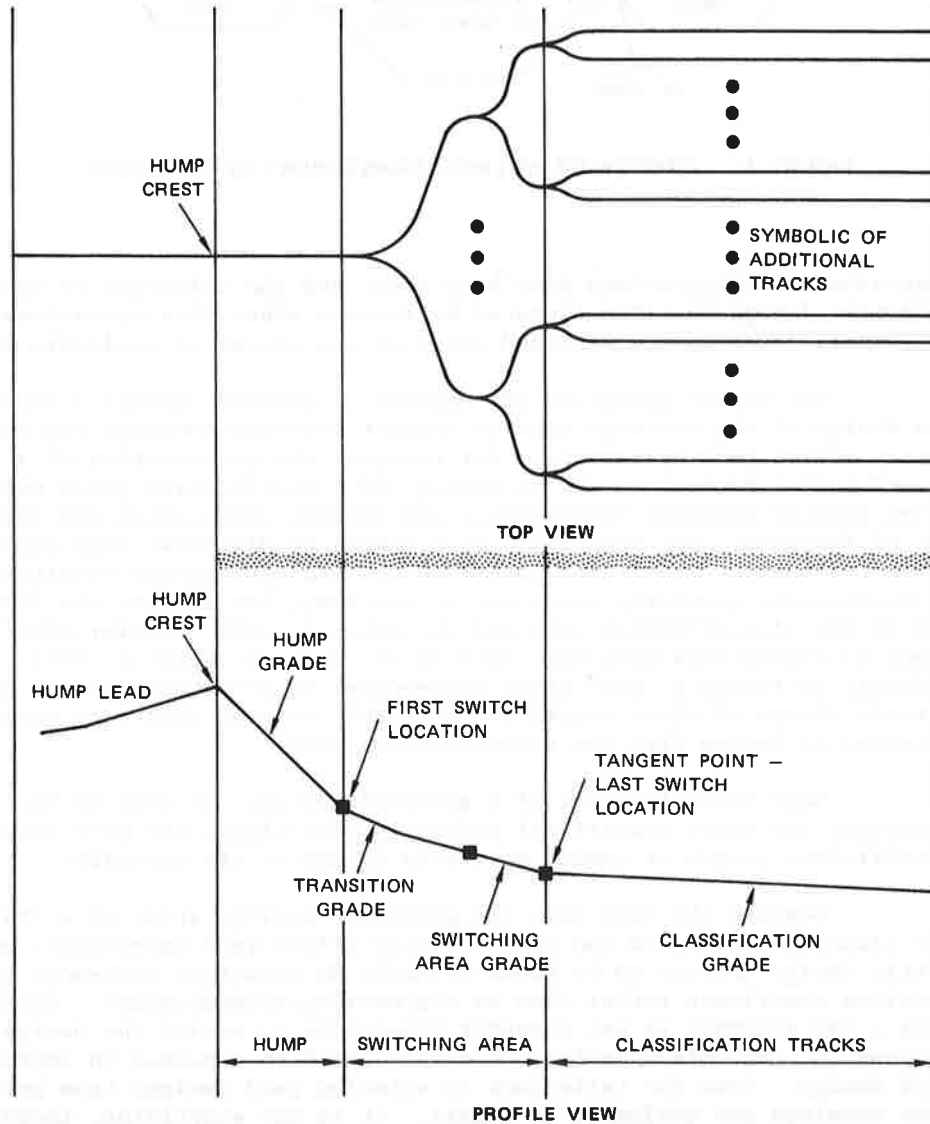 HUMP
CREST
SYMBOLIC OF
ADDITIONAL
TRACKS
TOP VIEW
HUMP
CREST
HUMP
GRADE
HUMP LEAD
FIRST SWITCH
LOCATION
TANGENT POINT –
LAST SWITCH
LOCATION
TRANSITION
GRADE
SWITCHING
AREA GRADE
CLASSIFICATION
GRADE
HUMP
SWITCHING AREA
CLASSIFICATION TRACKS
PROFILE VIEW